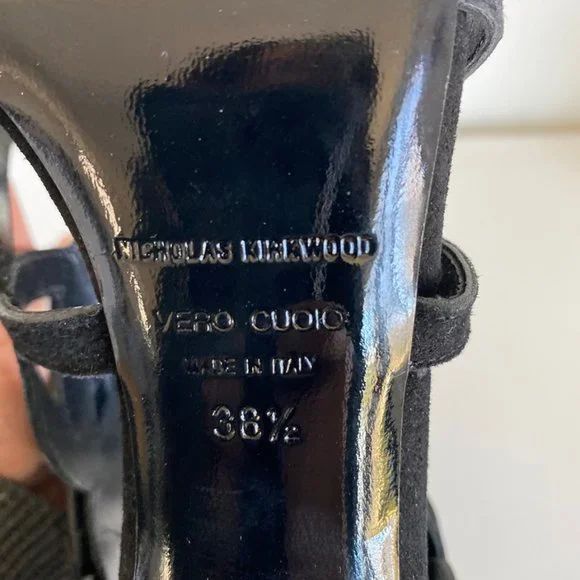 NICHOLAS KIRKWOOD
VERO CUOIO
MADE IN ITALY
38½